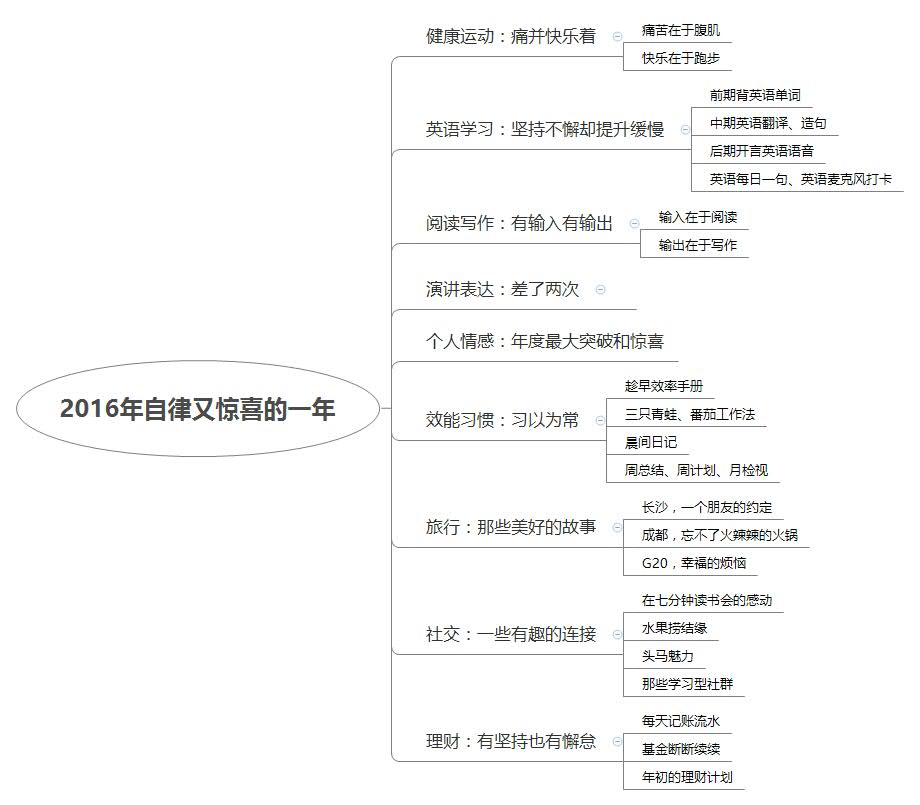 2016年自律又惊喜的一年
健康运动：痛并快乐着
痛苦在于腹肌
快乐在于跑步
英语学习：坚持不懈却提升缓慢
前期背英语单词
中期英语翻译、造句
后期开言英语语音
英语每日一句、英语麦克风打卡
阅读写作：有输入有输出
输入在于阅读
输出在于写作
演讲表达：差了两次
个人情感：年度最大突破和惊喜
效能习惯：习以为常
趁早效率手册
三只青蛙、番茄工作法
晨间日记
周总结、周计划、月检视
旅行：那些美好的故事
长沙，一个朋友的约定
成都，忘不了火辣辣的火锅
G20，幸福的烦恼
社交：一些有趣的连接
在七分钟读书会的感动
水果捞结缘
头马魅力
那些学习型社群
理财：有坚持也有懈怠
每天记账流水
基金断断续续
年初的理财计划